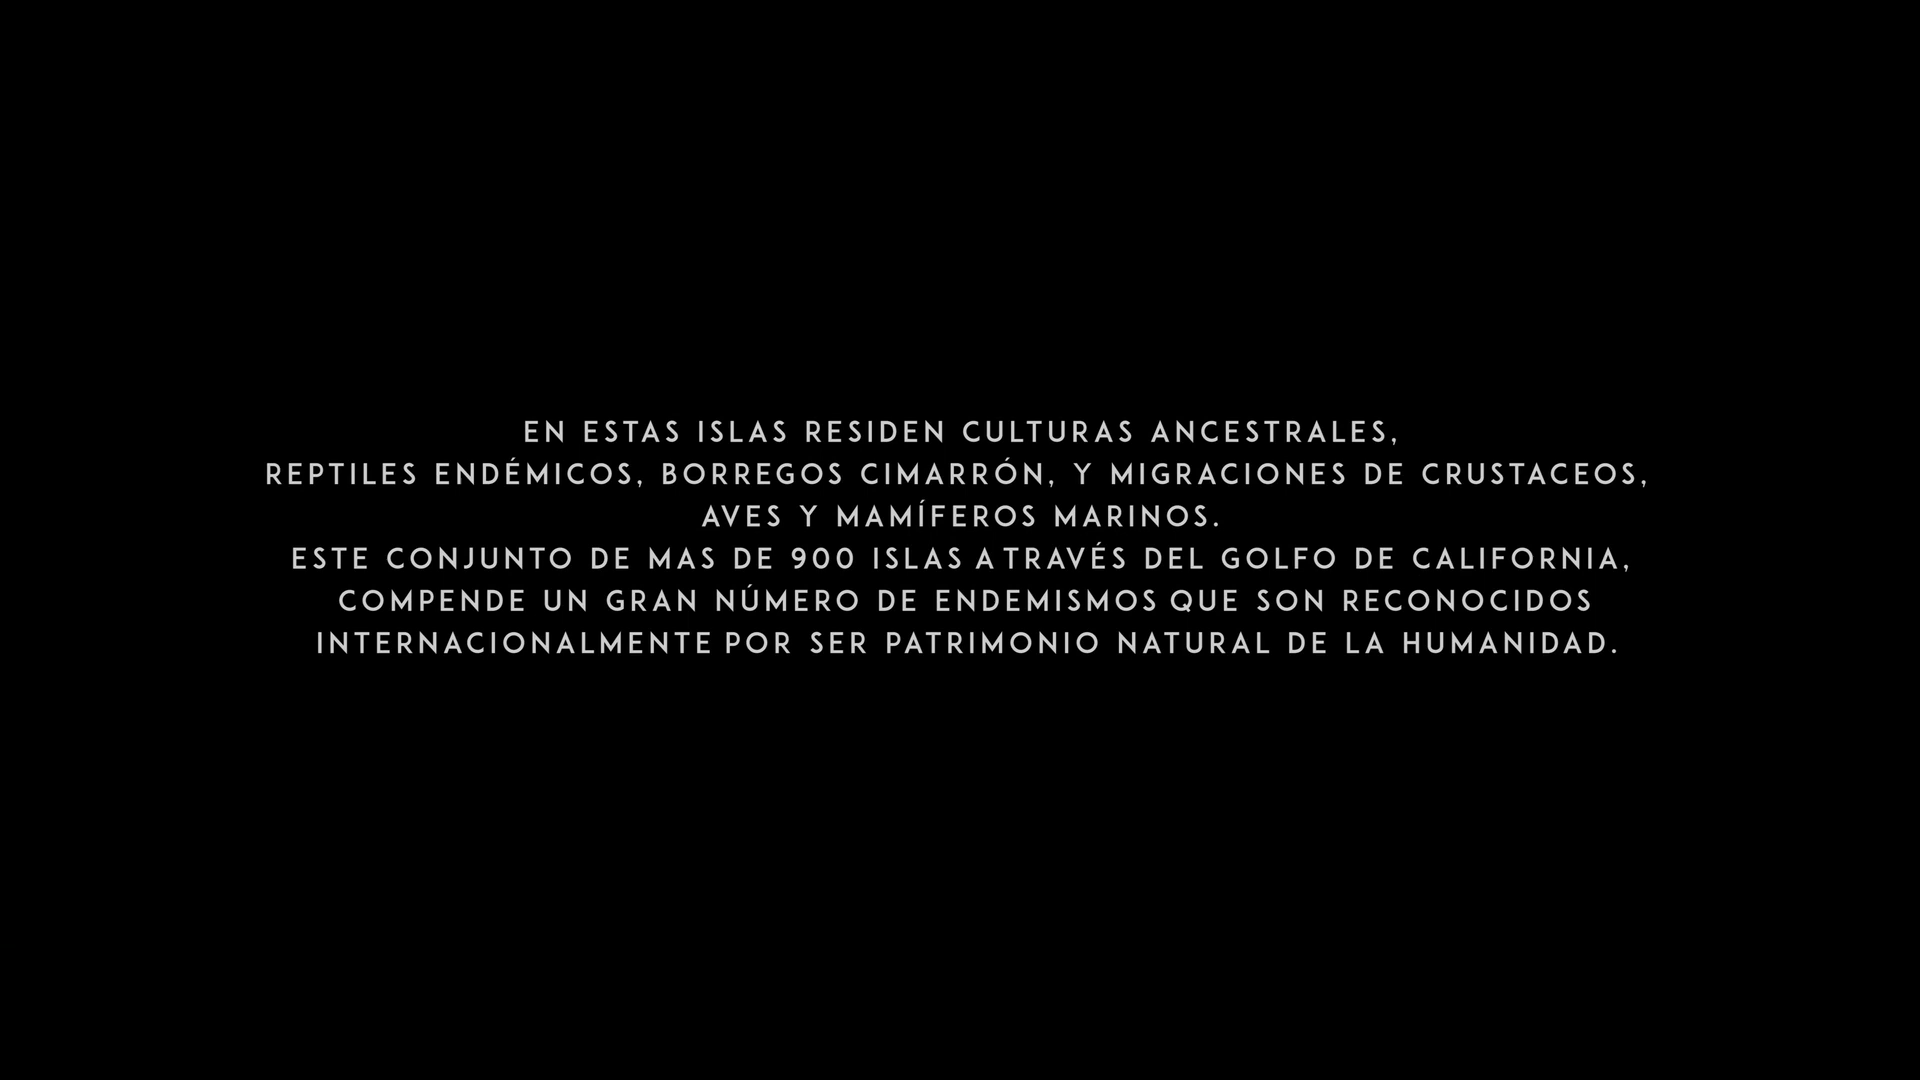 EN ESTAS ISLAS RESIDEN CULTURAS ANCESTRALES,
REPTILES ENDÉMICOS, BORREGOS CIMARRÓN, Y MIGRACIONES DE CRUSTACEOS,
AVES Y MAMÍFEROS MARINOS.
ESTE CONJUNTO DE MAS DE 900 ISLAS A TRAVÉS DEL GOLFO DE CALIFORNIA,
COMPENDE UN GRAN NÚMERO DE ENDEMISMOS QUE SON RECONOCIDOS
INTERNACIONALMENTE POR SER PATRIMONIO NATURAL DE LA HUMANIDAD.